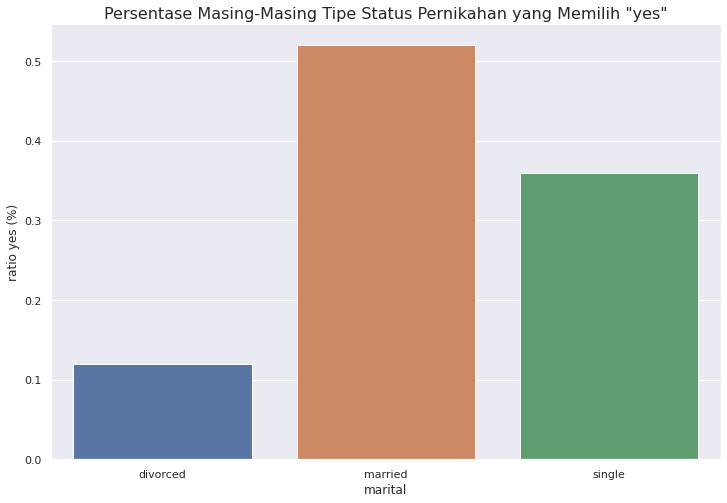 Persentase Masing-Masing Tipe Status Pernikahan yang Memilih "yes"
ratio yes (%)
0.5
0.4
0.3
0.2
0.1
0.0
divorced married single
marital